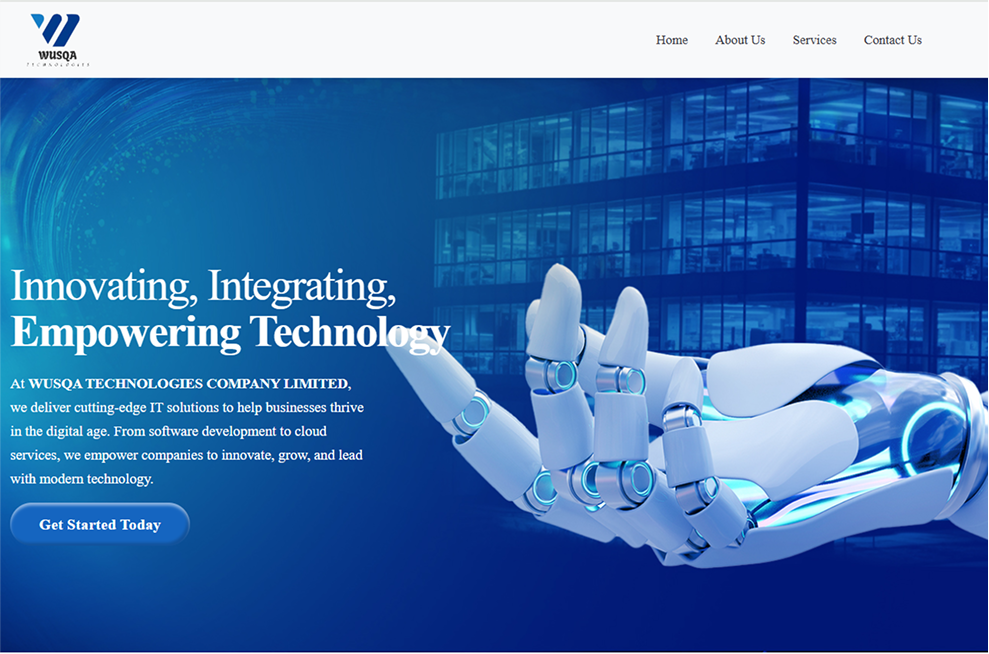 WUSQA
TECHNOLOGIES
Home
About Us
Services
Contact Us
Innovating, Integrating,
Empowering Technology
At WUSQA TECHNOLOGIES COMPANY LIMITED,
we deliver cutting-edge IT solutions to help businesses thrive
in the digital age. From software development to cloud
services, we empower companies to innovate, grow, and lead
with modern technology.
Get Started Today